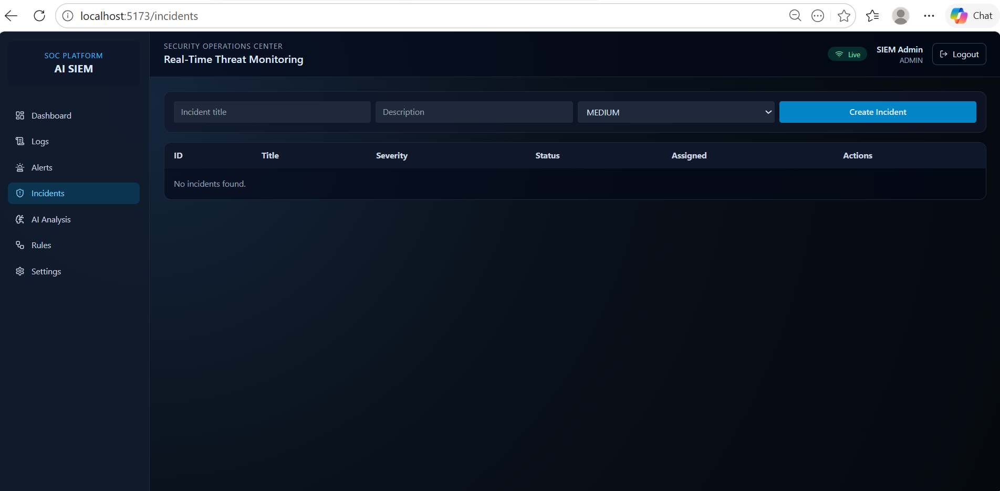 localhost:5173/incidents
Chat
SOC PLATFORM
AI SIEM
Dashboard
Logs
Alerts
Incidents
AI Analysis
Rules
Settings
SECURITY OPERATIONS CENTER
Real-Time Threat Monitoring
Live
SIEM Admin
ADMIN
Logout
Incident title
Description
MEDIUM
Create Incident
ID Title Severity Status Assigned Actions
No incidents found.